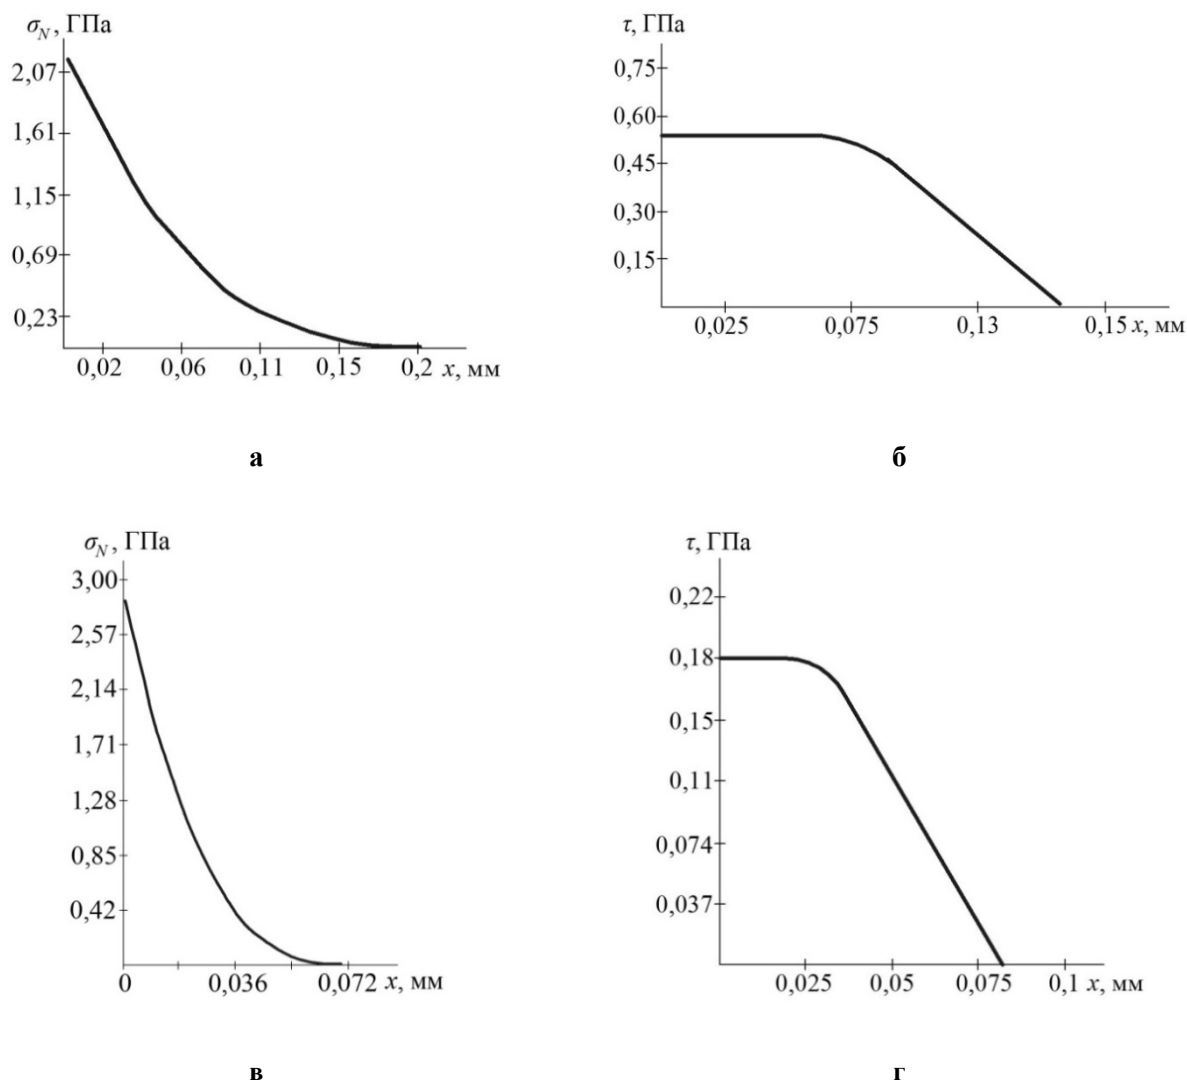 σN, ГПа
2,07
1,61
1,15
0,69
0,23
0,02 0,06 0,11 0,15 0,2 x, мм
а
τ, ГПа
0,75
0,60
0,45
0,30
0,15
0,025 0,075 0,13 0,15 x, мм
б
σN, ГПа
3,00
2,57
2,14
1,71
1,28
0,85
0,42
0 0,036 0,072 x, мм
в
τ, ГПа
0,22
0,18
0,15
0,11
0,074
0,037
0,025 0,05 0,075 0,1 x, мм
г